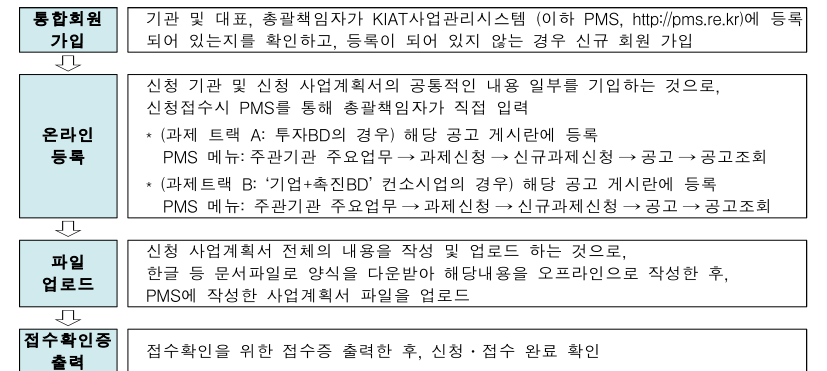 통합회원
가입
기관 및 대표, 총괄책임자가 KIAT사업관리시스템 (이하 PMS, http://pms.re.kr)에 등록
되어 있는지를 확인하고, 등록이 되어 있지 않는 경우 신규 회원 가입
온라인
등록
신청 기관 및 신청 사업계획서의 공통적인 내용 일부를 기입하는 것으로,
신청접수시 PMS를 통해 총괄책임자가 직접 입력
* (과제 트랙 A: 투자BD의 경우) 해당 공고 게시란에 등록
PMS 메뉴: 주관기관 주요업무 → 과제신청 → 신규과제신청 → 공고 → 공고조회
* (과제트랙 B: ‘기업+촉진BD’ 컨소시업의 경우) 해당 공고 게시란에 등록
PMS 메뉴: 주관기관 주요업무 → 과제신청 → 신규과제신청 → 공고 → 공고조회
파일
업로드
신청 사업계획서 전체의 내용을 작성 및 업로드 하는 것으로,
한글 등 문서파일로 양식을 다운받아 해당내용을 오프라인으로 작성한 후,
PMS에 작성한 사업계획서 파일을 업로드
접수확인증
출력
접수확인을 위한 접수증 출력한 후, 신청・접수 완료 확인